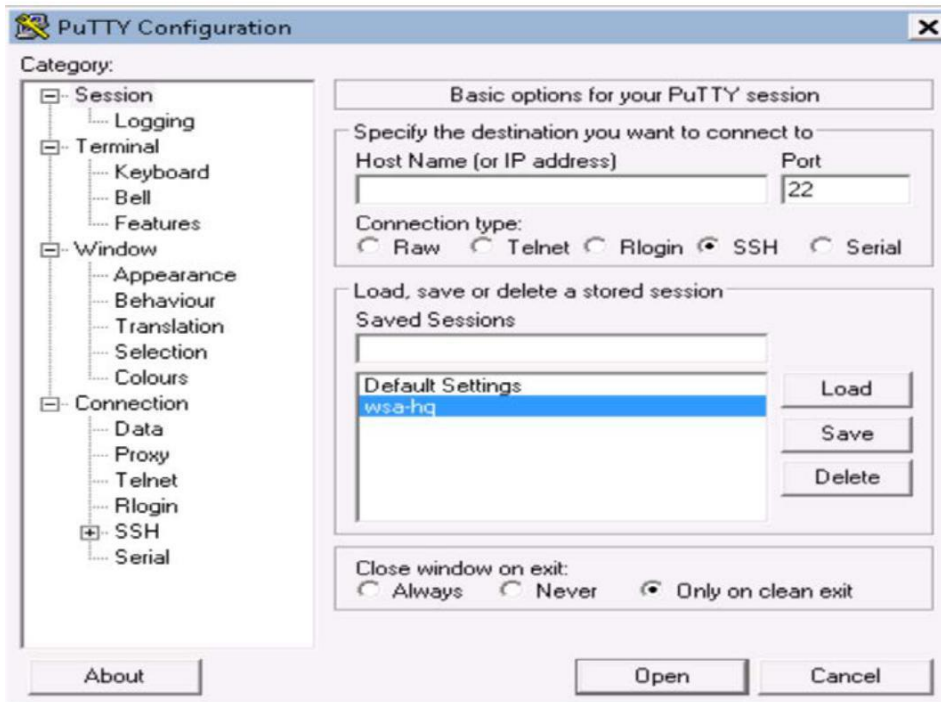 PuTTY Configuration
Category:
Session
Logging
Terminal
Keyboard
Bell
Features
Window
Appearance
Behaviour
Translation
Selection
Colours
Connection
Data
Proxy
Telnet
Rlogin
SSH
Serial
Basic options for your PuTTY session
Specify the destination you want to connect to
Host Name (or IP address) Port
22
Connection type:
Raw Telnet Rlogin SSH Serial
Load, save or delete a stored session
Saved Sessions
Default Settings
wsa-hq
Load
Save
Delete
Close window on exit:
Always Never Only on clean exit
About Open Cancel